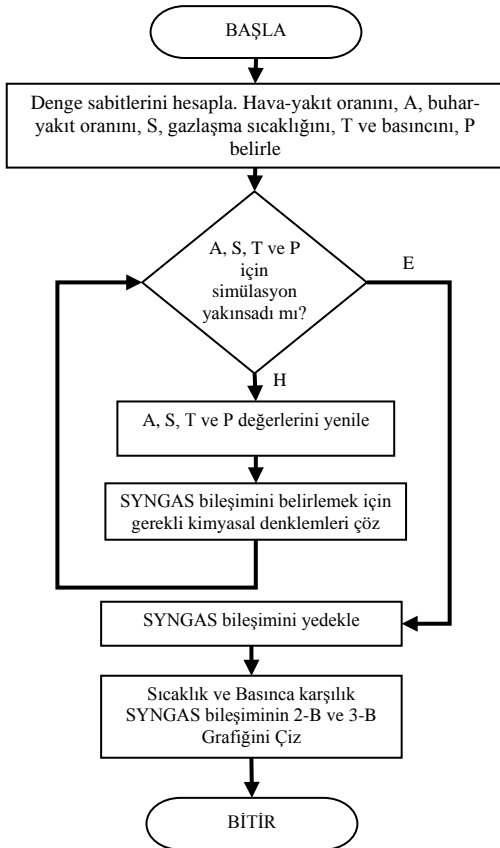 BAŞLA
Denge sabitlerini hesapla. Hava-yakıt oranını, A, buhar-
yakıt oranını, S, gazlaşma sıcaklığını, T ve basıncını, P
belirle
A, S, T ve P
için
simülasyon
yakınsadı mı?
E
H
A, S, T ve P değerlerini yenile
SYNGAS bileşimini belirlemek için
gerekli kimyasal denklemleri çöz
SYNGAS bileşimini yedekle
Sıcaklık ve Basınca karşılık
SYNGAS bileşiminin 2-B ve 3-B
Grafiğini Çiz
BİTİR